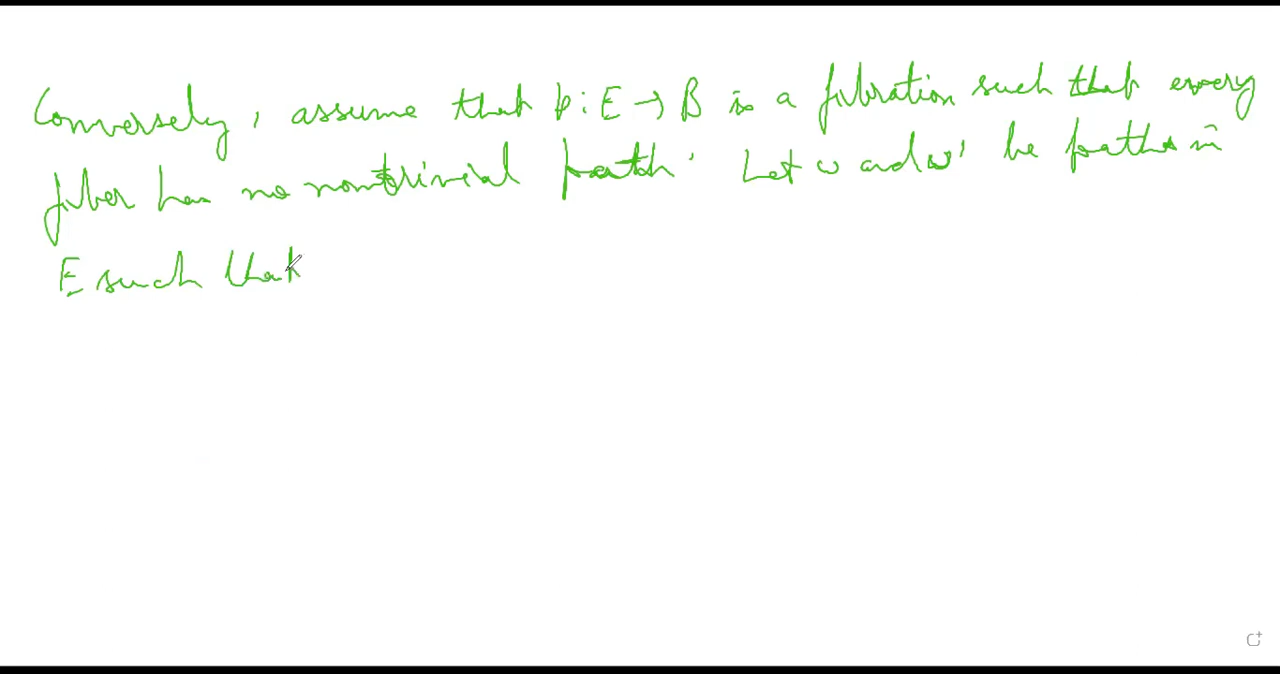 Conversely, assume that p : E → B is a fibration such that every
fiber has no nontrivial path. Let ω and ω' be paths in
E such that